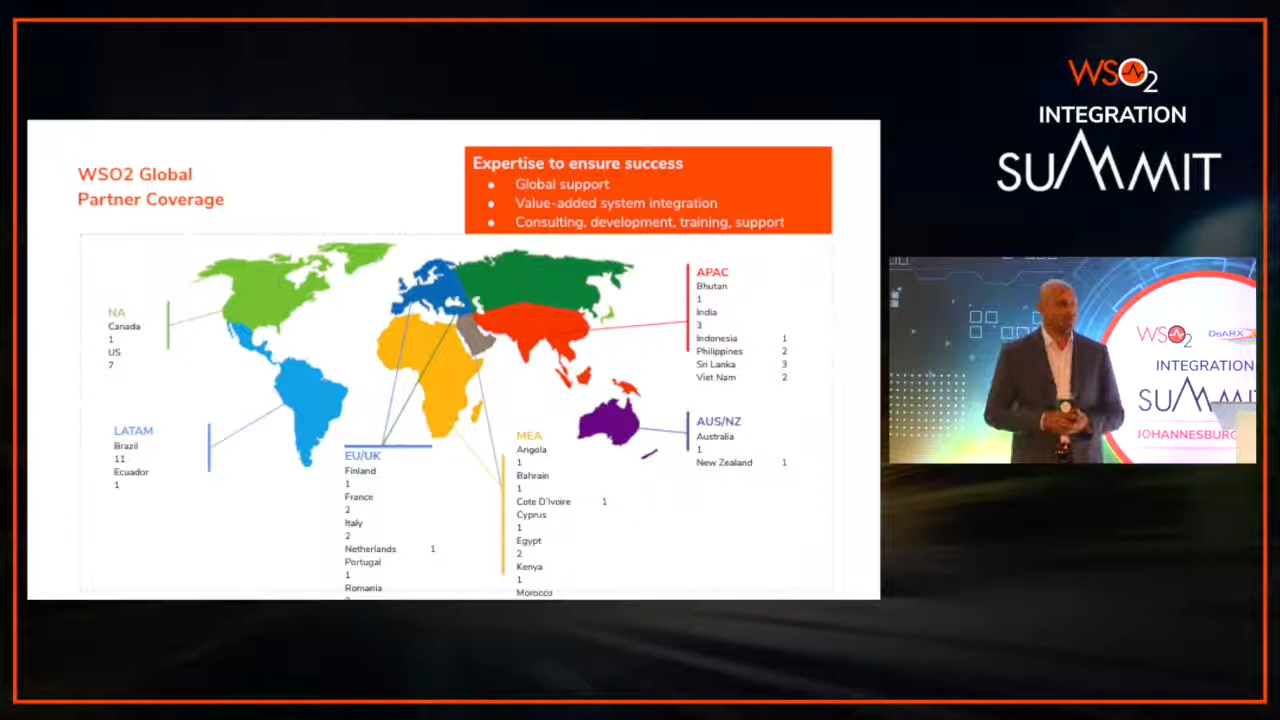 WSO2
INTEGRATION
SUMMIT
WSO2 Global
Partner Coverage
Expertise to ensure success
● Global support
● Value-added system integration
● Consulting, development, training, support
NA
Canada
1
US
7
LATAM
Brazil
11
Ecuador
1
EU/UK
Finland
1
France
2
Italy
2
Netherlands 1
Portugal
1
Romania
MEA
Angola
1
Bahrain
1
Cote D'Ivoire 1
Cyprus
1
Egypt
2
Kenya
1
Morocco
APAC
Bhutan
1
India
3
Indonesia 1
Philippines 2
Sri Lanka 3
Viet Nam 2
AUS/NZ
Australia
1
New Zealand 1
WSO2
INTEGRATION
SUMMIT
JOHANNESBURG